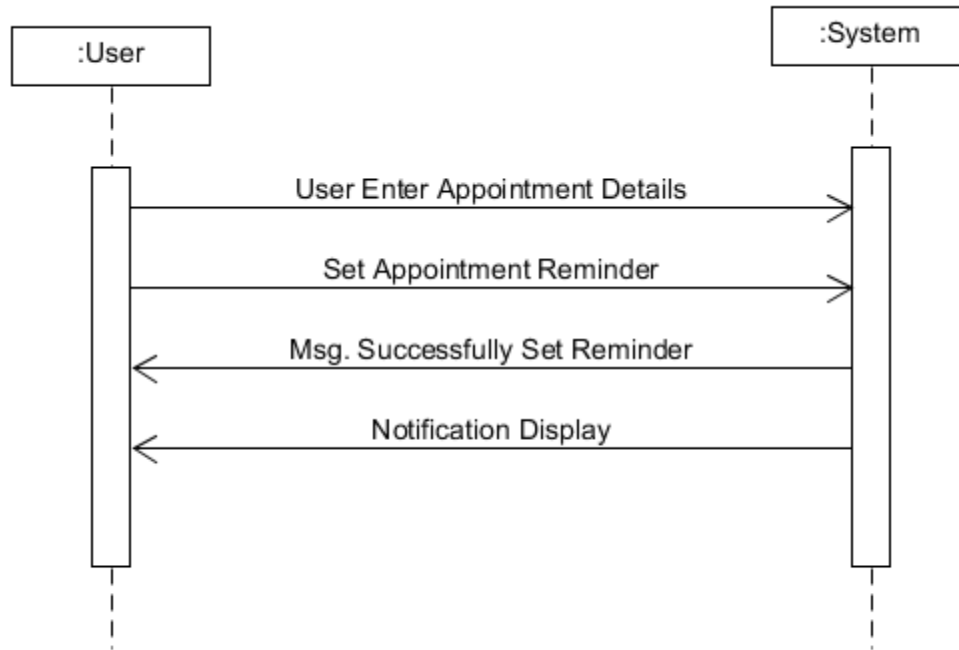 :User
:System
User Enter Appointment Details
Set Appointment Reminder
Msg. Successfully Set Reminder
Notification Display